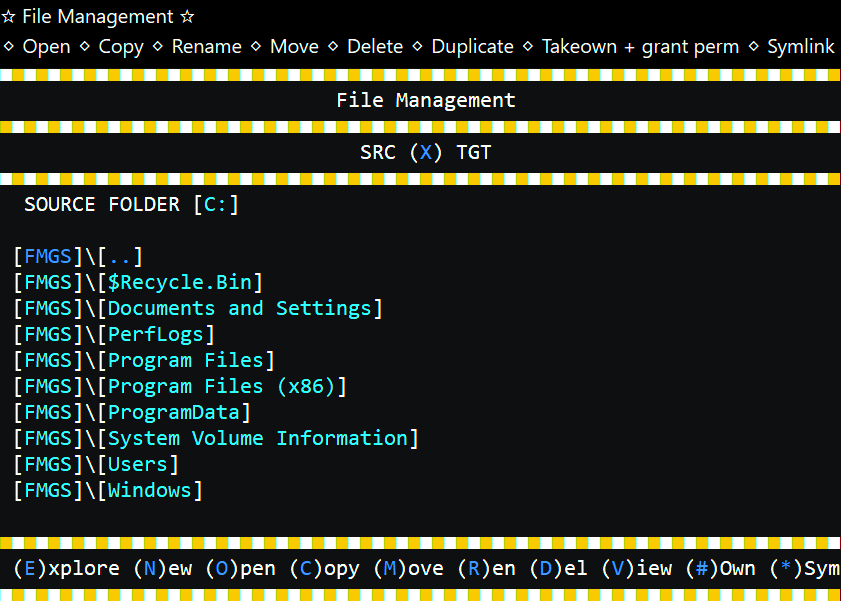 ☆ File Management ☆
⋄ Open ⋄ Copy ⋄ Rename ⋄ Move ⋄ Delete ⋄ Duplicate ⋄ Takeown + grant perm ⋄ Symlink
File Management
SRC (X) TGT
SOURCE FOLDER [C:]
[FMGS]\[..]
[FMGS]\[$Recycle.Bin]
[FMGS]\[Documents and Settings]
[FMGS]\[PerfLogs]
[FMGS]\[Program Files]
[FMGS]\[Program Files (x86)]
[FMGS]\[ProgramData]
[FMGS]\[System Volume Information]
[FMGS]\[Users]
[FMGS]\[Windows]
(E)xplore (N)ew (O)pen (C)opy (M)ove (R)en (D)el (V)iew (#)Own (*)Sym